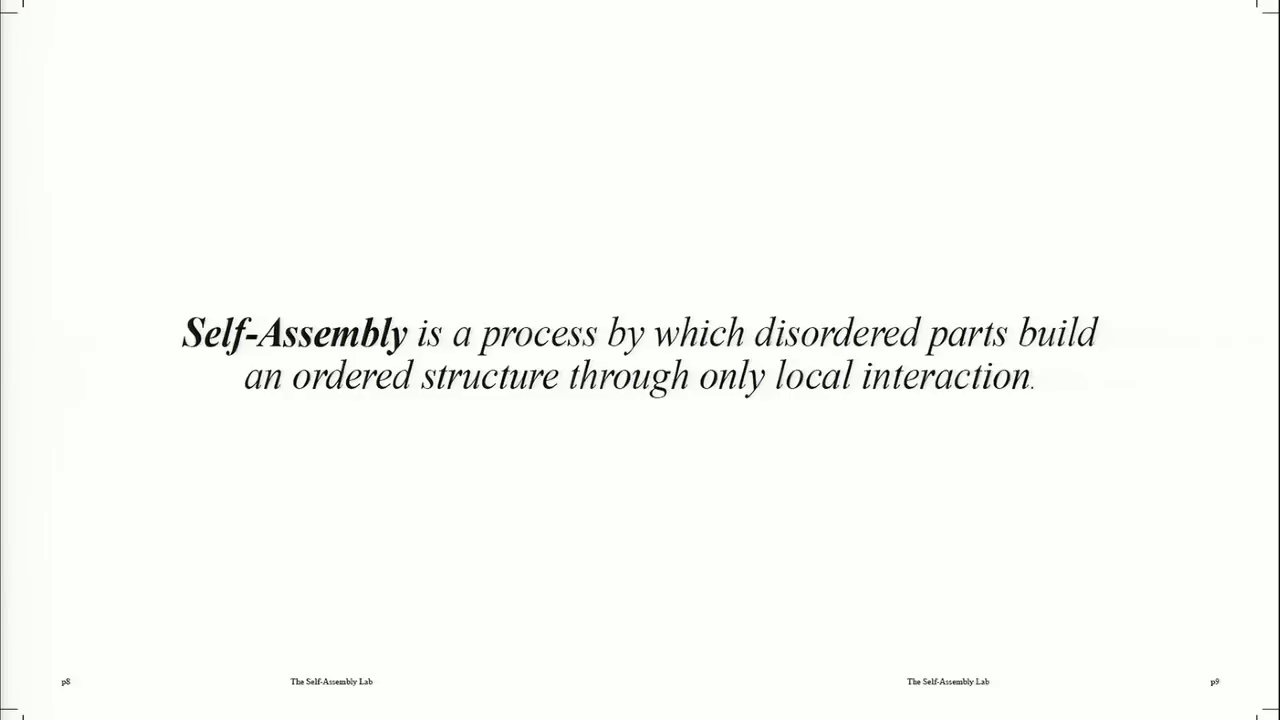 Self-Assembly is a process by which disordered parts build
an ordered structure through only local interaction.
p8
The Self-Assembly Lab
The Self-Assembly Lab
p9